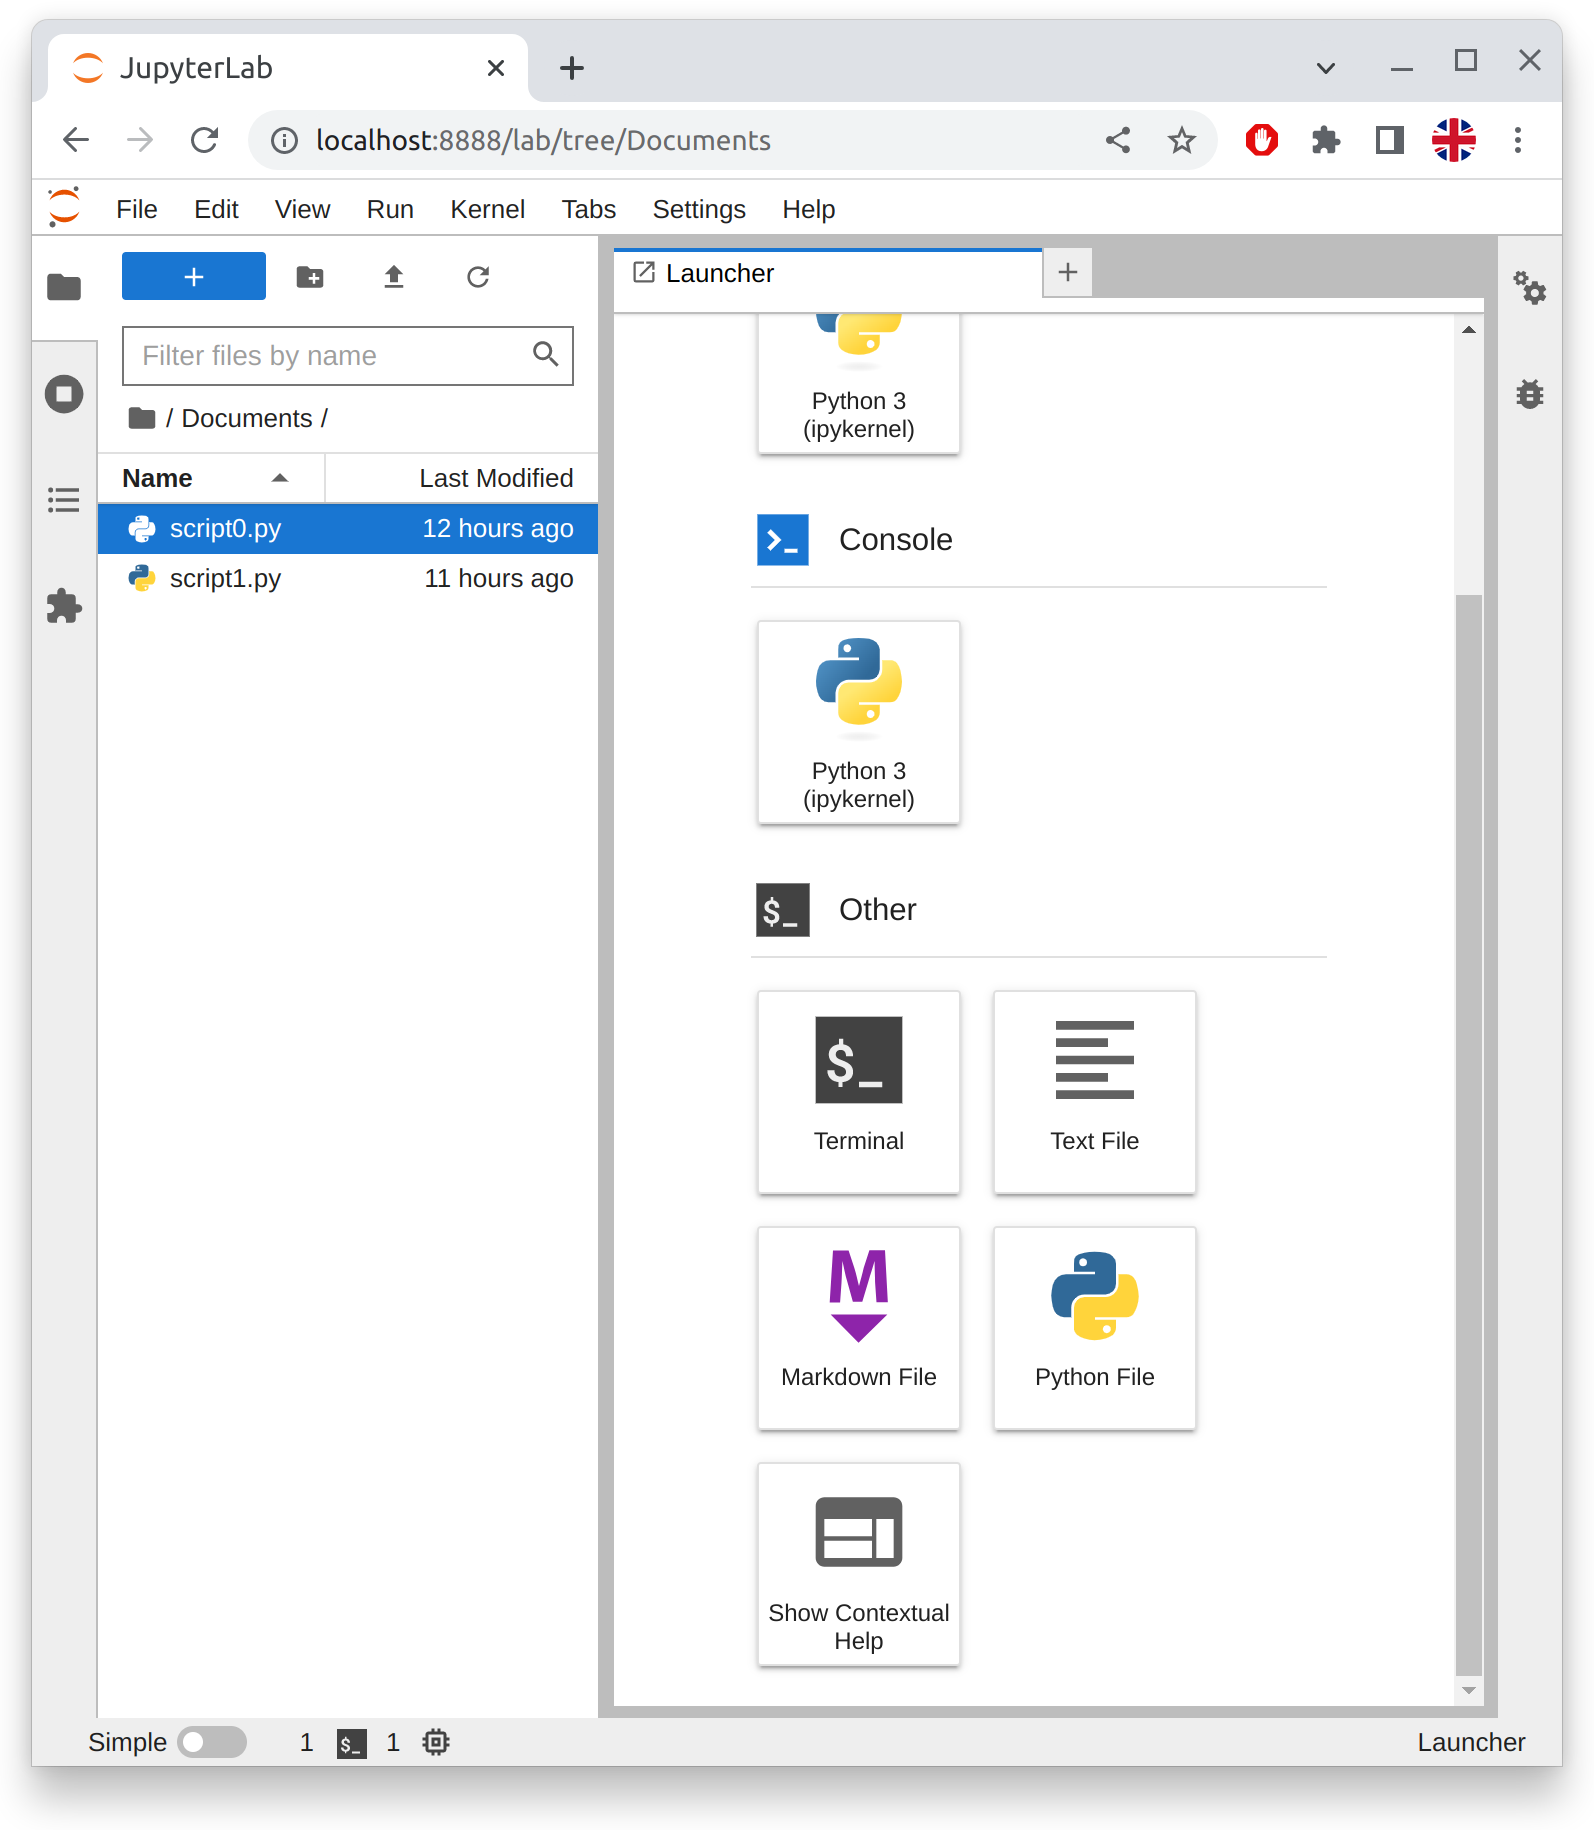 JupyterLab
localhost:8888/lab/tree/Documents
File Edit View Run Kernel Tabs Settings Help
Filter files by name
/ Documents /
Name Last Modified
script0.py 12 hours ago
script1.py 11 hours ago
Launcher
Python 3
(ipykernel)
Console
Python 3
(ipykernel)
$_ Other
$_
Terminal
Text File
M
Markdown File
Python File
Show Contextual
Help
Simple 1 $_ 1 Launcher